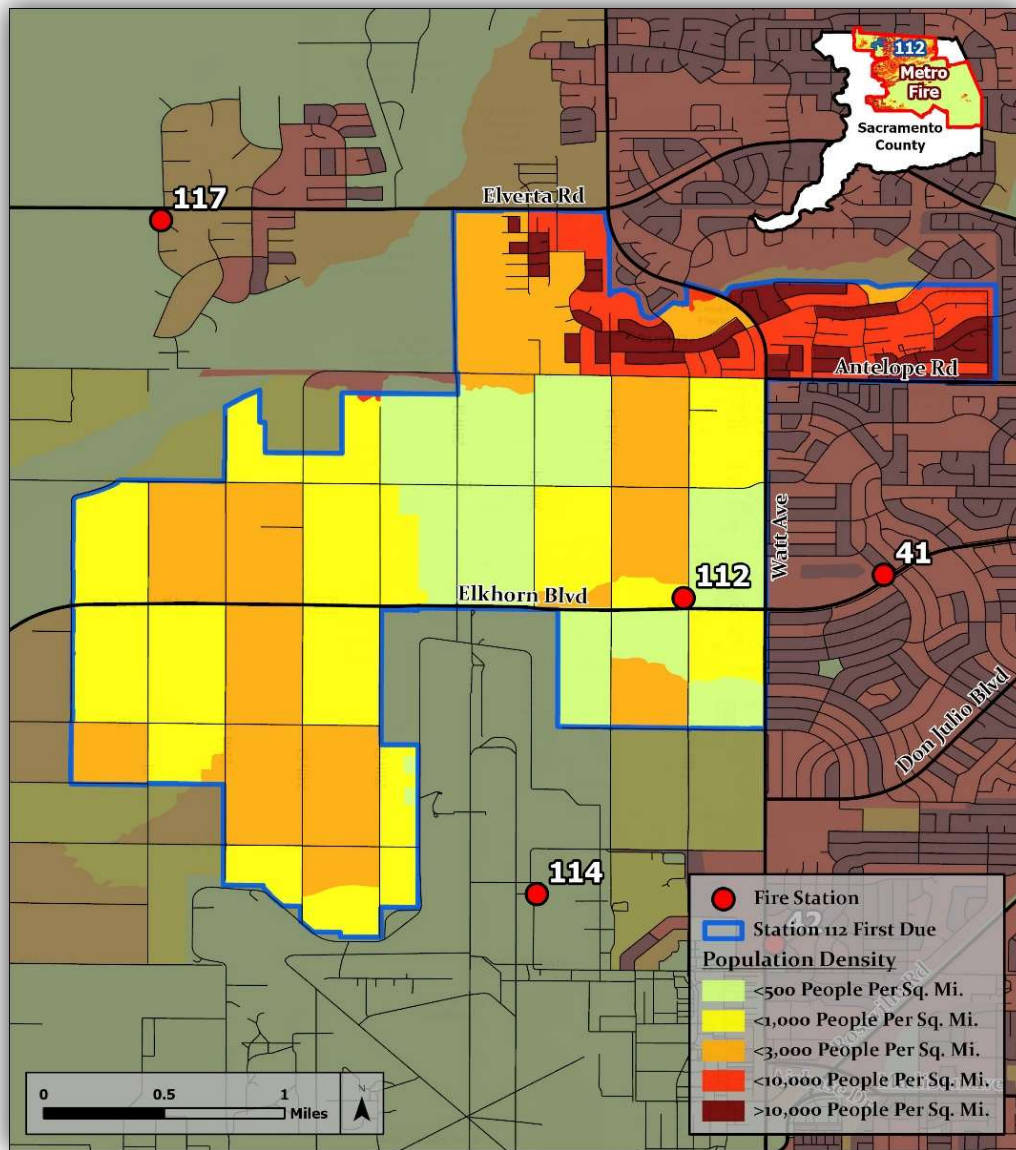 112
Metro
Fire
Sacramento
County
117
Elverta Rd
Antelope Rd
Watt Ave
41
112
Elkhorn Blvd
Don Julio Blvd
114
Fire Station
42
Station 112 First Due
Population Density
<500 People Per Sq. Mi.
<1,000 People Per Sq. Mi.
<3,000 People Per Sq. Mi.
<10,000 People Per Sq. Mi.
>10,000 People Per Sq. Mi.
Roseville Rd
0 0.5 1
Miles